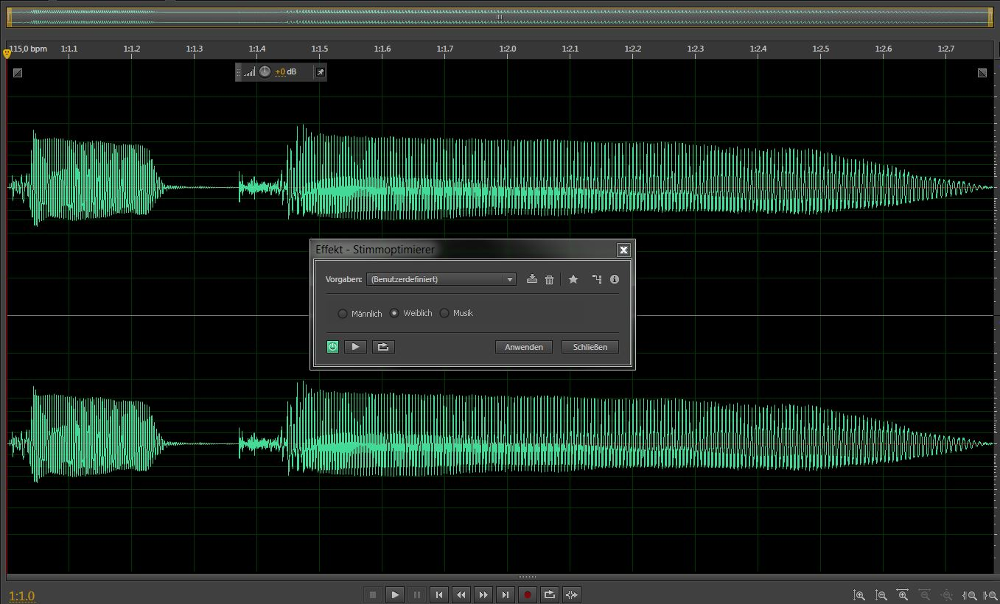 115,0 bpm 1:1.1 1:1.2 1:1.3 1:1.4 1:1.5 1:1.6 1:1.7 1:2.0 1:2.1 1:2.2 1:2.3 1:2.4 1:2.5 1:2.6 1:2.7
+0 dB
Effekt - Stimmoptimierer
Vorgaben: (Benutzerdefiniert)
Männlich Weiblich Musik
Anwenden Schließen
1:1.0